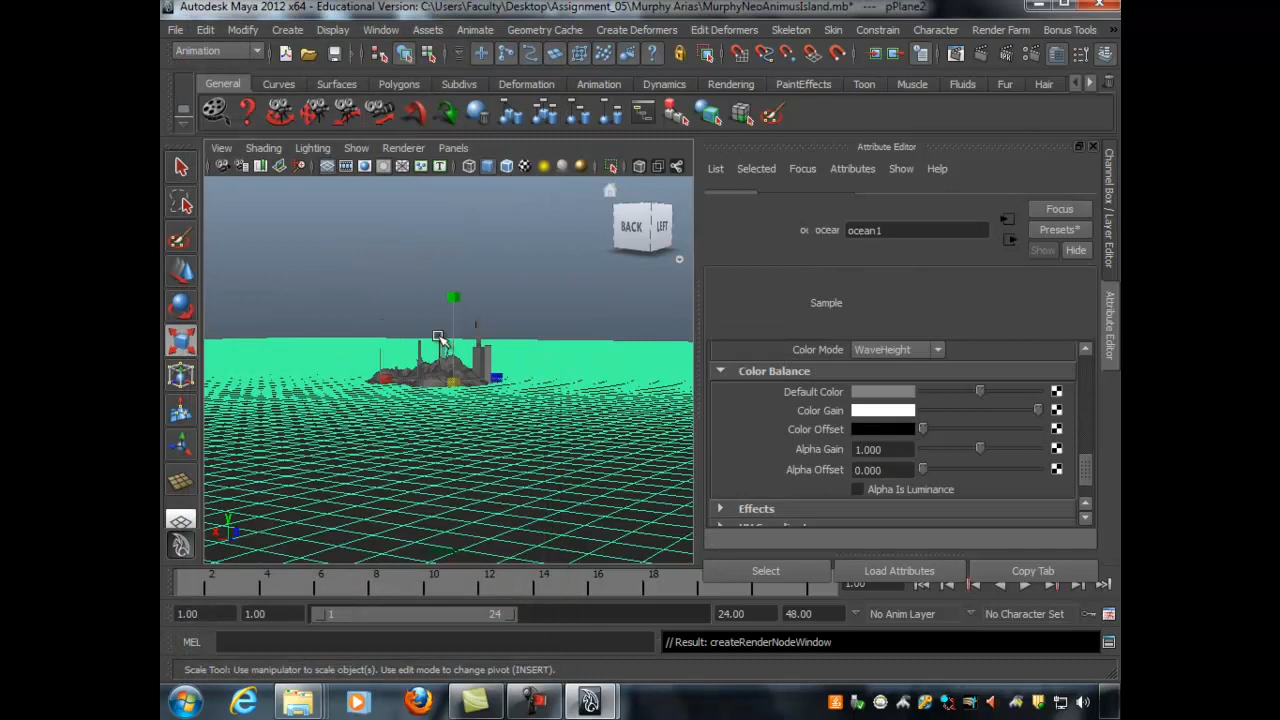 Autodesk Maya 2012 x64 - Educational Version: C:\Users\Faculty\Desktop\Assignment_05\Murphy Arias\MurphyNeoAnimusIsland.mb* --- pPlane2
File Edit Modify Create Display Window Assets Animate Geometry Cache Create Deformers Edit Deformers Skeleton Skin Constrain Character Render Farm Bonus Tools »
Animation
General Curves Surfaces Polygons Subdivs Deformation Animation Dynamics Rendering PaintEffects Toon Muscle Fluids Fur Hair
View Shading Lighting Show Renderer Panels
BACK LEFT
y
x
Attribute Editor
List Selected Focus Attributes Show Help
ocean ocean1
Focus
Presets*
Show Hide
Sample
Color Mode WaveHeight
Color Balance
Default Color
Color Gain
Color Offset
Alpha Gain 1.000
Alpha Offset 0.000
Alpha Is Luminance
Effects
Select Load Attributes Copy Tab
Channel Box / Layer Editor
Attribute Editor
2 4 6 8 10 12 14 16 18
1.00
1.00 1.00 1 24 24.00 48.00 No Anim Layer No Character Set
MEL // Result: createRenderNodeWindow
Scale Tool: Use manipulator to scale object(s). Use edit mode to change pivot (INSERT).